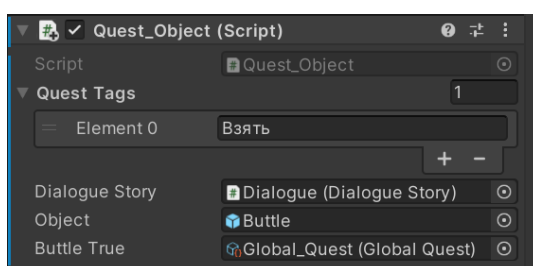 Quest_Object (Script)
Script Quest_Object
Quest Tags 1
Element 0 Взять
+ -
Dialogue Story Dialogue (Dialogue Story)
Object Buttle
Buttle True Global_Quest (Global Quest)